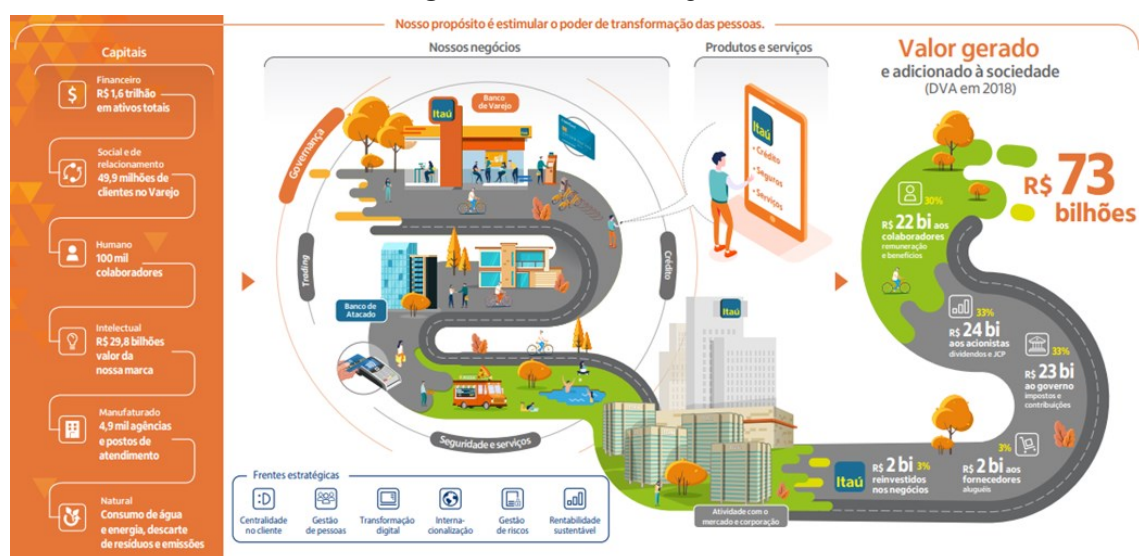 Nosso propósito é estimular o poder de transformação das pessoas.
Capitais
Financeiro
R$ 1,6 trilhão
em ativos totais
Social e de
relacionamento
49,9 milhões de
clientes no Varejo
Humano
100 mil
colaboradores
Intelectual
R$ 29,8 bilhões
valor da
nossa marca
Manufaturado
4,9 mil agências
e postos de
atendimento
Natural
Consumo de água
e energia, descarte
de resíduos e emissões
Nossos negócios
Governança
Trading
Crédito
Seguridade e serviços
Banco
de Varejo
Itaú
Banco de
Atacado
Produtos e serviços
Itaú
• Crédito
• Seguros
• Serviços
Itaú
Atividade com o
mercado e corporação
Frentes estratégicas
:D
Centralidade
no cliente
Gestão
de pessoas
Transformação
digital
Interna-
cionalização
Gestão
de riscos
Rentabilidade
sustentável
Valor gerado
e adicionado à sociedade
(DVA em 2018)
R$ 73
bilhões
30%
R$ 22 bi aos
colaboradores
remuneração
e benefícios
33%
R$ 24 bi
aos acionistas
dividendos e JCP
33%
R$ 23 bi
ao governo
impostos e
contribuições
3%
R$ 2 bi aos
fornecedores
aluguéis
Itaú
R$ 2 bi 3%
reinvestidos
nos negócios